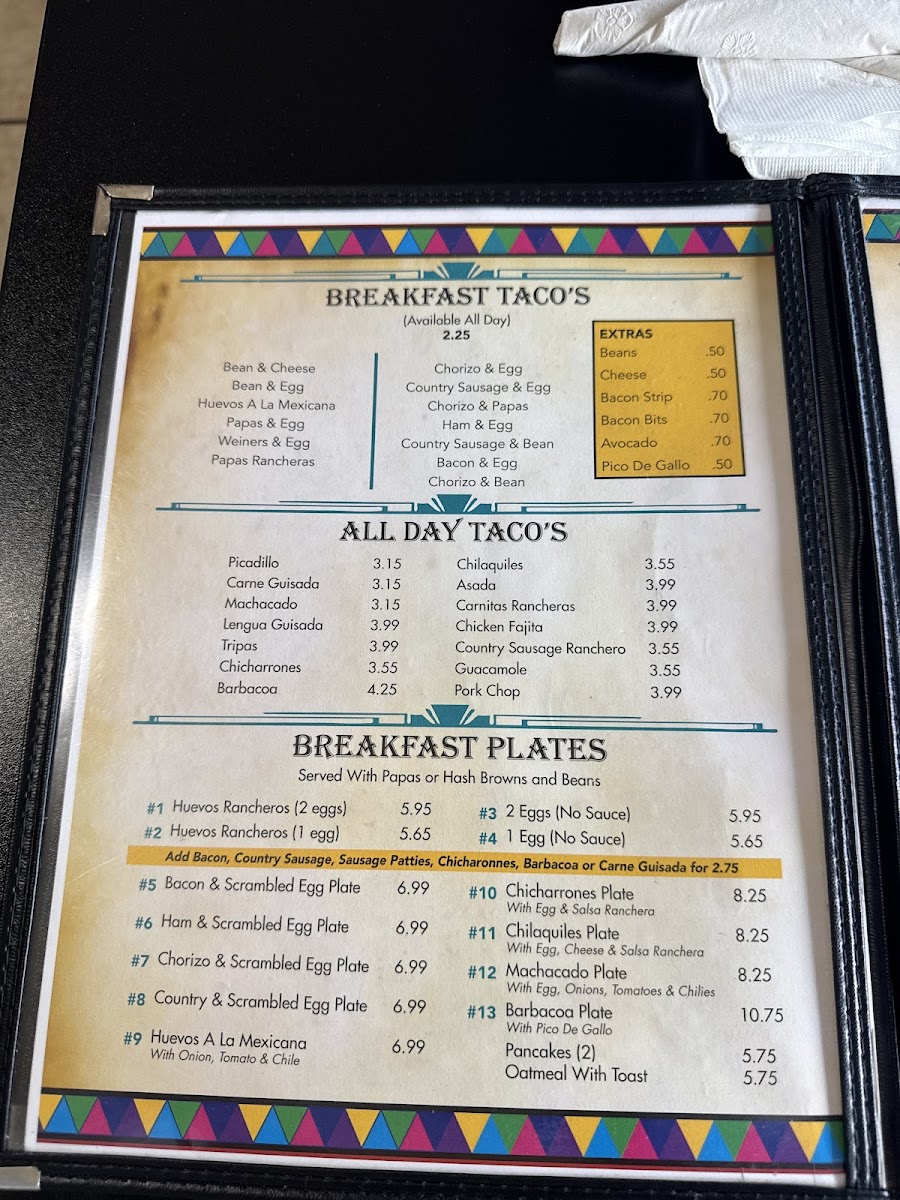 BREAKFAST TACO'S
(Available All Day)
2.25
Bean & Cheese
Bean & Egg
Huevos A La Mexicana
Papas & Egg
Weiners & Egg
Papas Rancheras
Chorizo & Egg
Country Sausage & Egg
Chorizo & Papas
Ham & Egg
Country Sausage & Bean
Bacon & Egg
Chorizo & Bean
EXTRAS
Beans .50
Cheese .50
Bacon Strip .70
Bacon Bits .70
Avocado .70
Pico De Gallo .50
ALL DAY TACO'S
Picadillo 3.15
Carne Guisada 3.15
Machacado 3.15
Lengua Guisada 3.99
Tripas 3.99
Chicharrones 3.55
Barbacoa 4.25
Chilaquiles 3.55
Asada 3.99
Carnitas Rancheras 3.99
Chicken Fajita 3.99
Country Sausage Ranchero 3.55
Guacamole 3.55
Pork Chop 3.99
BREAKFAST PLATES
Served With Papas or Hash Browns and Beans
#1 Huevos Rancheros (2 eggs) 5.95
#2 Huevos Rancheros (1 egg) 5.65
#3 2 Eggs (No Sauce) 5.95
#4 1 Egg (No Sauce) 5.65
Add Bacon, Country Sausage, Sausage Patties, Chicharonnes, Barbacoa or Carne Guisada for 2.75
#5 Bacon & Scrambled Egg Plate 6.99
#6 Ham & Scrambled Egg Plate 6.99
#7 Chorizo & Scrambled Egg Plate 6.99
#8 Country & Scrambled Egg Plate 6.99
#9 Huevos A La Mexicana 6.99
With Onion, Tomato & Chile
#10 Chicharrones Plate 8.25
With Egg & Salsa Ranchera
#11 Chilaquiles Plate 8.25
With Egg, Cheese & Salsa Ranchera
#12 Machacado Plate 8.25
With Egg, Onions, Tomatoes & Chilies
#13 Barbacoa Plate 10.75
With Pico De Gallo
Pancakes (2) 5.75
Oatmeal With Toast 5.75